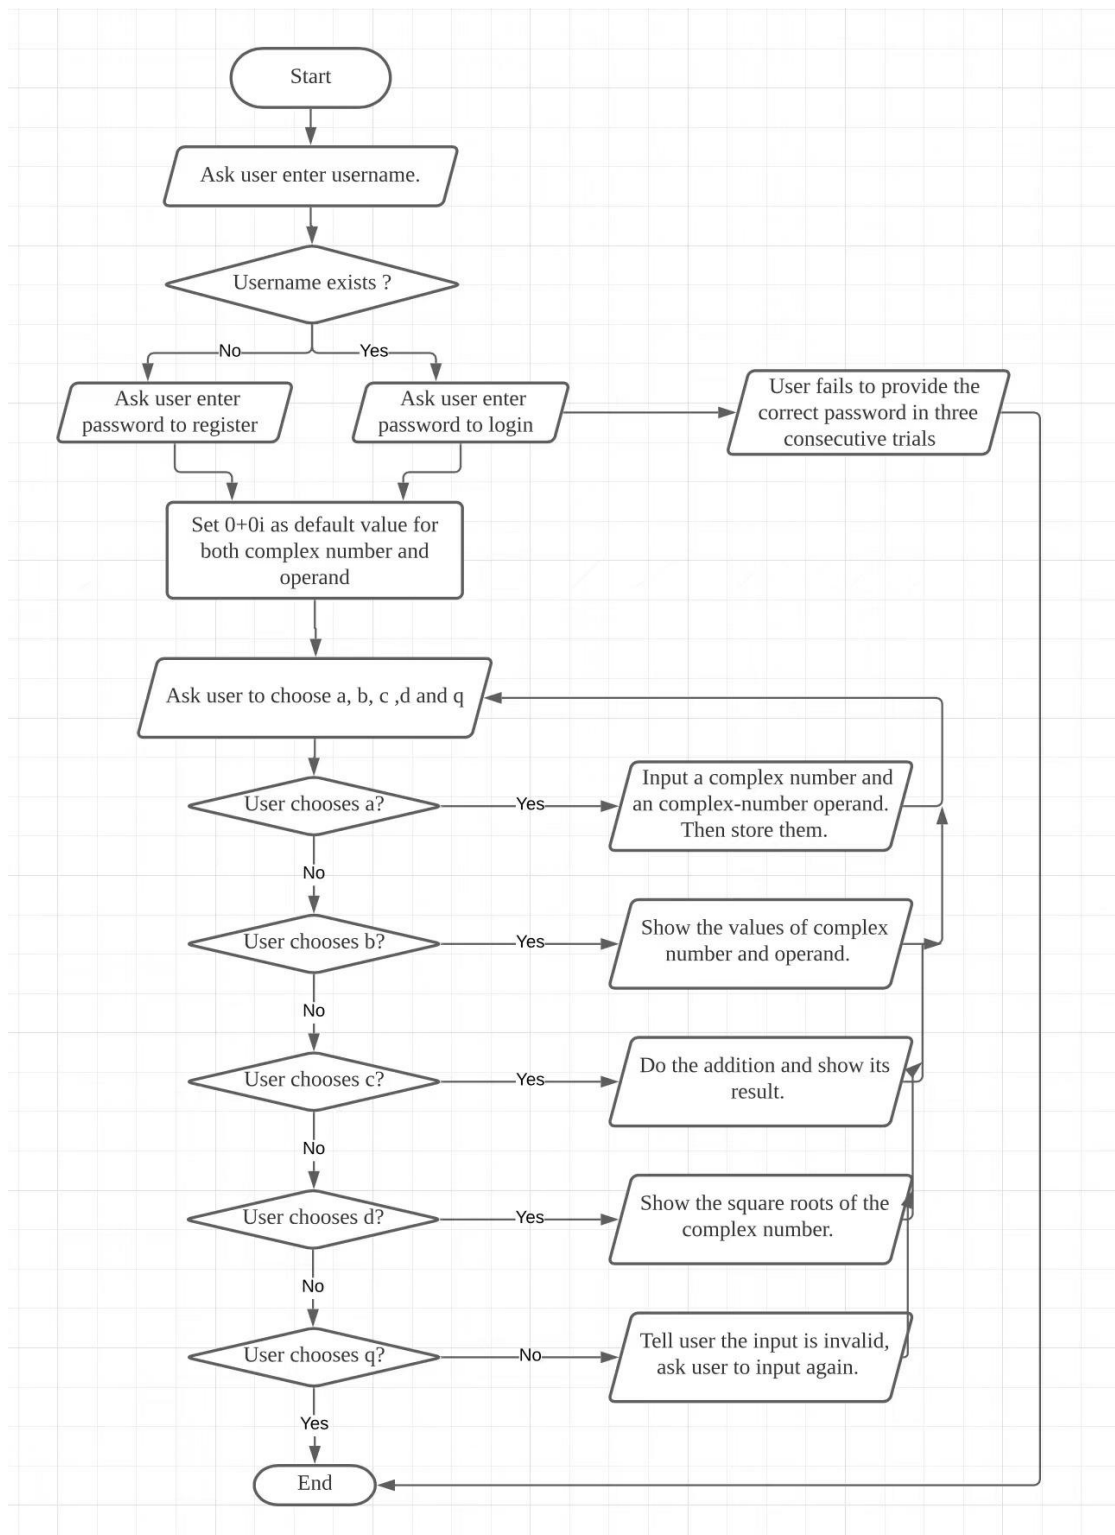 Start
Ask user enter username.
Username exists ?
No
Yes
Ask user enter
password to register
Ask user enter
password to login
User fails to provide the
correct password in three
consecutive trials
Set 0+0i as default value for
both complex number and
operand
Ask user to choose a, b, c ,d and q
User chooses a?
Yes
Input a complex number and
an complex-number operand.
Then store them.
No
User chooses b?
Yes
Show the values of complex
number and operand.
No
User chooses c?
Yes
Do the addition and show its
result.
No
User chooses d?
Yes
Show the square roots of the
complex number.
No
User chooses q?
No
Tell user the input is invalid,
ask user to input again.
Yes
End